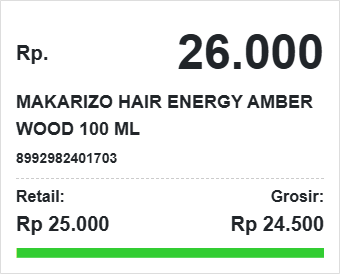 Rp. 26.000
MAKARIZO HAIR ENERGY AMBER
WOOD 100 ML
8992982401703
Retail: Grosir:
Rp 25.000 Rp 24.500